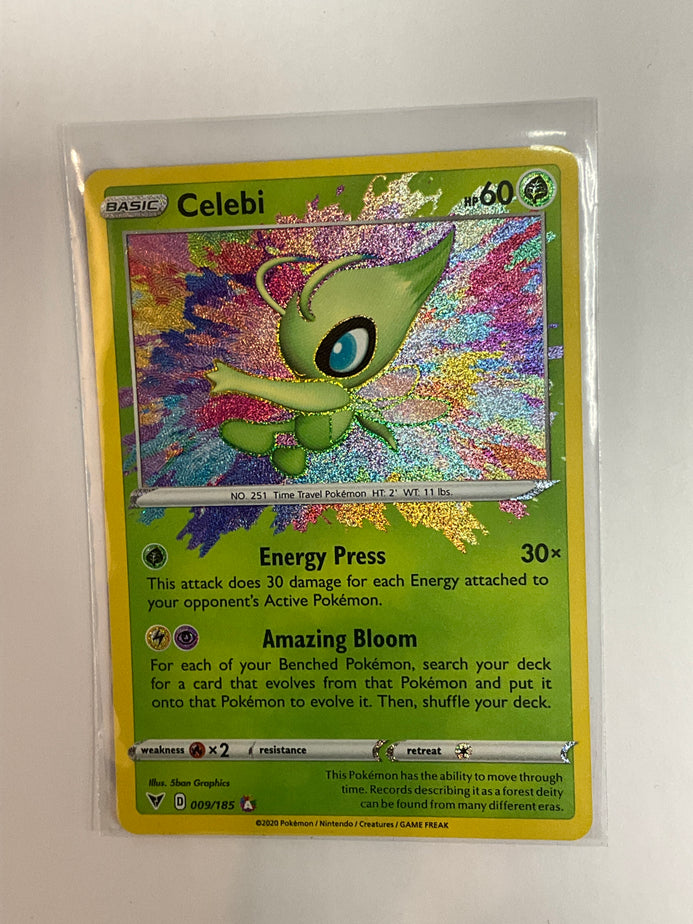 BASIC Celebi HP 60
NO. 251 Time Travel Pokémon HT: 2' WT: 11 lbs.
Energy Press 30×
This attack does 30 damage for each Energy attached to
your opponent's Active Pokémon.
Amazing Bloom
For each of your Benched Pokémon, search your deck
for a card that evolves from that Pokémon and put it
onto that Pokémon to evolve it. Then, shuffle your deck.
weakness ×2 resistance retreat
Illus. 5ban Graphics
This Pokémon has the ability to move through
time. Records describing it as a forest deity
can be found from many different eras.
D 009/185 A
©2020 Pokémon / Nintendo / Creatures / GAME FREAK